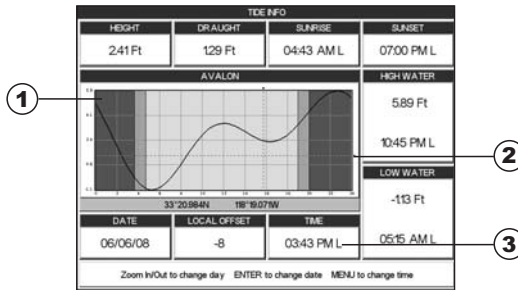 TIDE INFO
HEIGHT DRAUGHT SUNRISE SUNSET
2.41 Ft 1.29 Ft 04:43 AM L 07:00 PM L
AVALON
HIGH WATER
5.89 Ft
10:45 PM L
LOW WATER
-1.13 Ft
05:15 AM L
33°20.984N 118°19.071W
DATE LOCAL OFFSET TIME
06/06/08 -8 03:43 PM L
Zoom In/Out to change day ENTER to change date MENU to change time
1
2
3